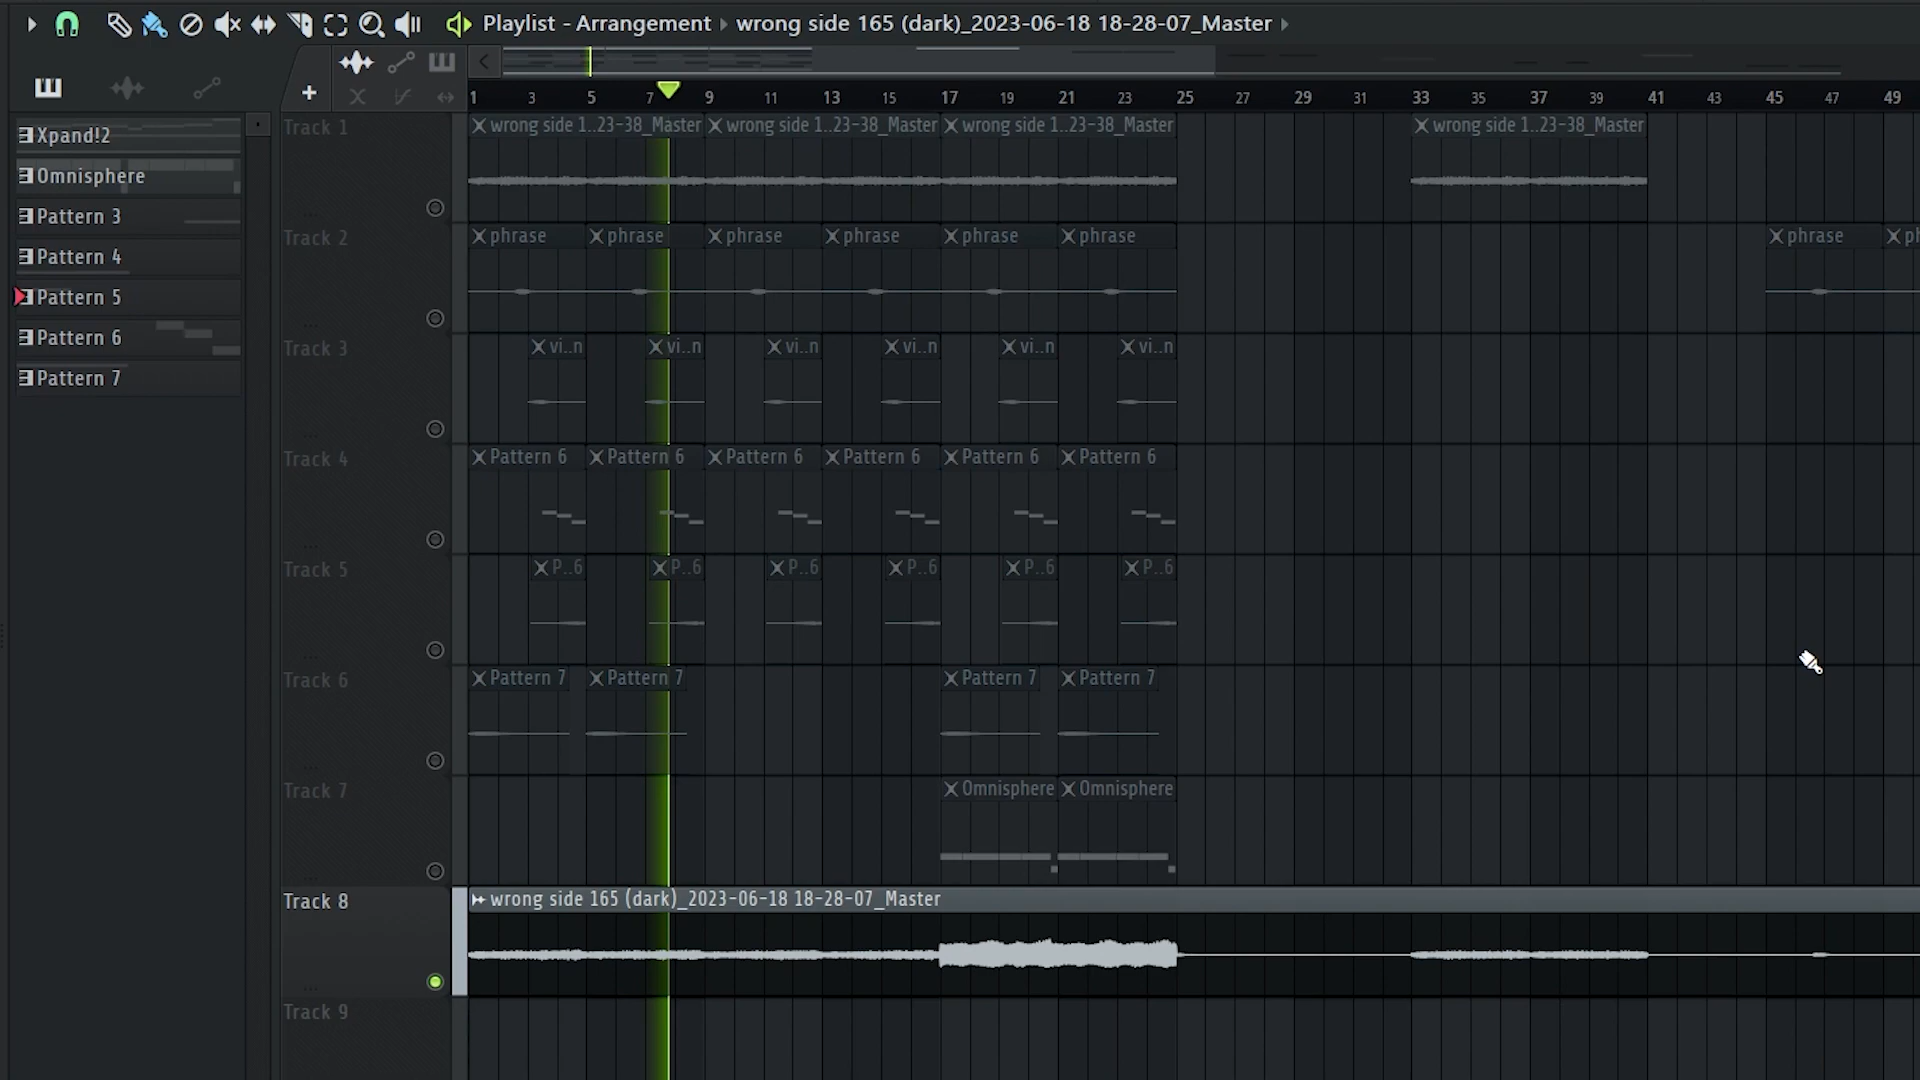 Playlist - Arrangement › wrong side 165 (dark)_2023-06-18 18-28-07_Master ›
1 3 5 7 9 11 13 15 17 19 21 23 25 27 29 31 33 35 37 39 41 43 45 47 49
Xpand!2
Omnisphere
Pattern 3
Pattern 4
Pattern 5
Pattern 6
Pattern 7
Track 1
wrong side 1..23-38_Master wrong side 1..23-38_Master wrong side 1..23-38_Master wrong side 1..23-38_Master
Track 2
phrase phrase phrase phrase phrase phrase phrase ph
Track 3
vi..n vi..n vi..n vi..n vi..n vi..n
Track 4
Pattern 6 Pattern 6 Pattern 6 Pattern 6 Pattern 6 Pattern 6
Track 5
P..6 P..6 P..6 P..6 P..6 P..6
Track 6
Pattern 7 Pattern 7 Pattern 7 Pattern 7
Track 7
Omnisphere Omnisphere
Track 8
wrong side 165 (dark)_2023-06-18 18-28-07_Master
Track 9